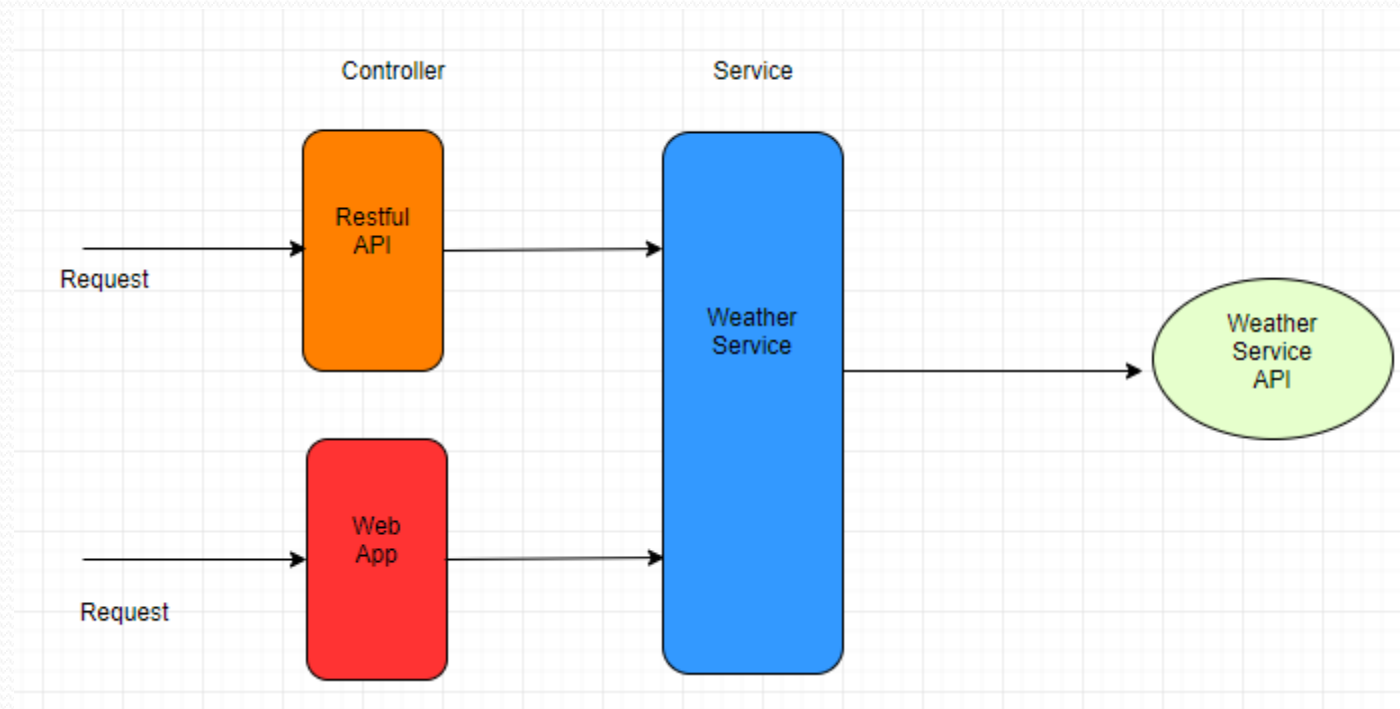 Controller
Service
Restful
API
Request
Weather
Service
Weather
Service
API
Web
App
Request